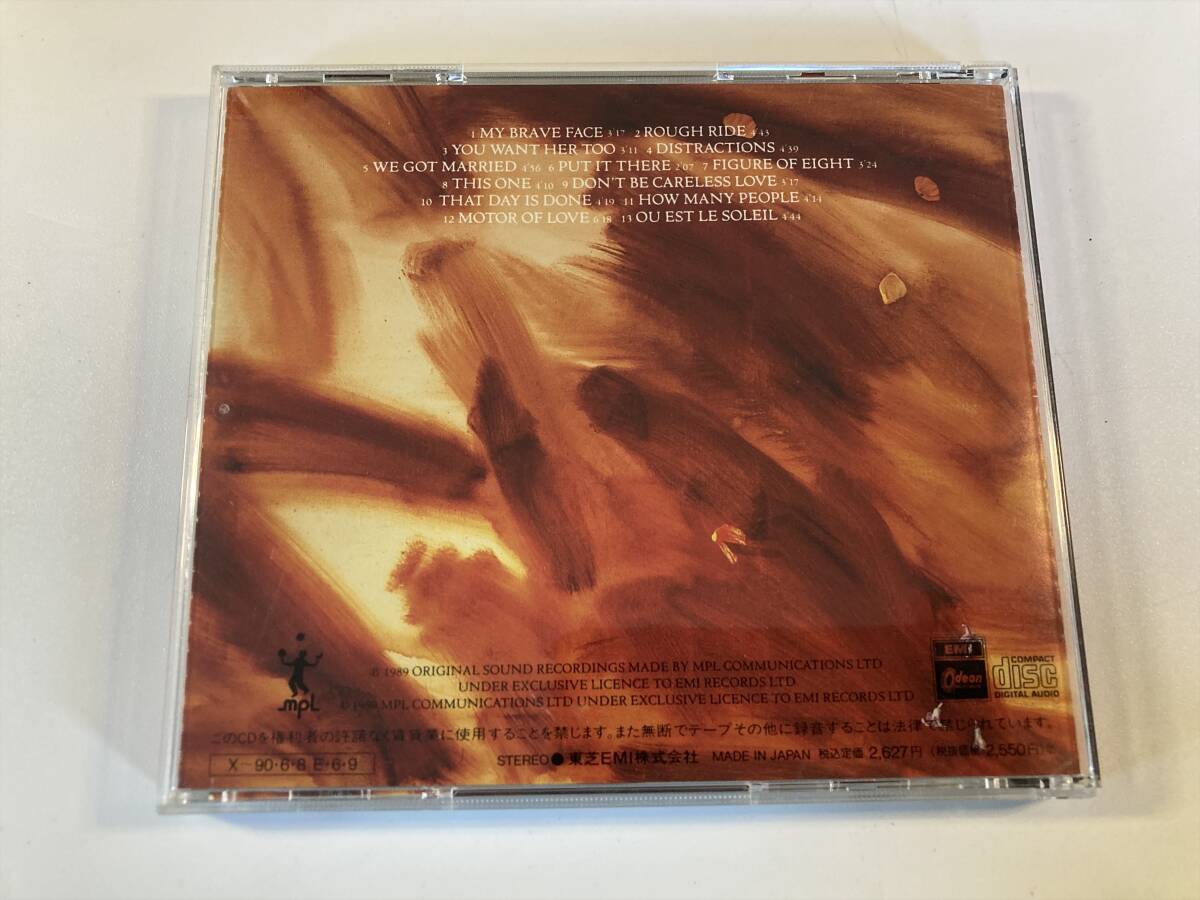 1 MY BRAVE FACE 3'17 2 ROUGH RIDE 4'43
3 YOU WANT HER TOO 3'11 4 DISTRACTIONS 4'39
5 WE GOT MARRIED 4'56 6 PUT IT THERE 2'07 7 FIGURE OF EIGHT 3'24
8 THIS ONE 4'10 9 DON'T BE CARELESS LOVE 3'17
10 THAT DAY IS DONE 4'19 11 HOW MANY PEOPLE 4'14
12 MOTOR OF LOVE 6'18 13 OU EST LE SOLEIL 4'44
℗ 1989 ORIGINAL SOUND RECORDINGS MADE BY MPL COMMUNICATIONS LTD
UNDER EXCLUSIVE LICENCE TO EMI RECORDS LTD
© 1989 MPL COMMUNICATIONS LTD UNDER EXCLUSIVE LICENCE TO EMI RECORDS LTD
MPL
EMI
Odeon
COMPACT
disc
DIGITAL AUDIO
このCDを権利者の許諾なく賃貸業に使用することを禁じます。また無断でテープその他に録音することは法律で禁じられています。
X-90・6・8 E・6・9
STEREO ● 東芝EMI株式会社 MADE IN JAPAN 税込定価2,627円 (税抜価格2,550円)